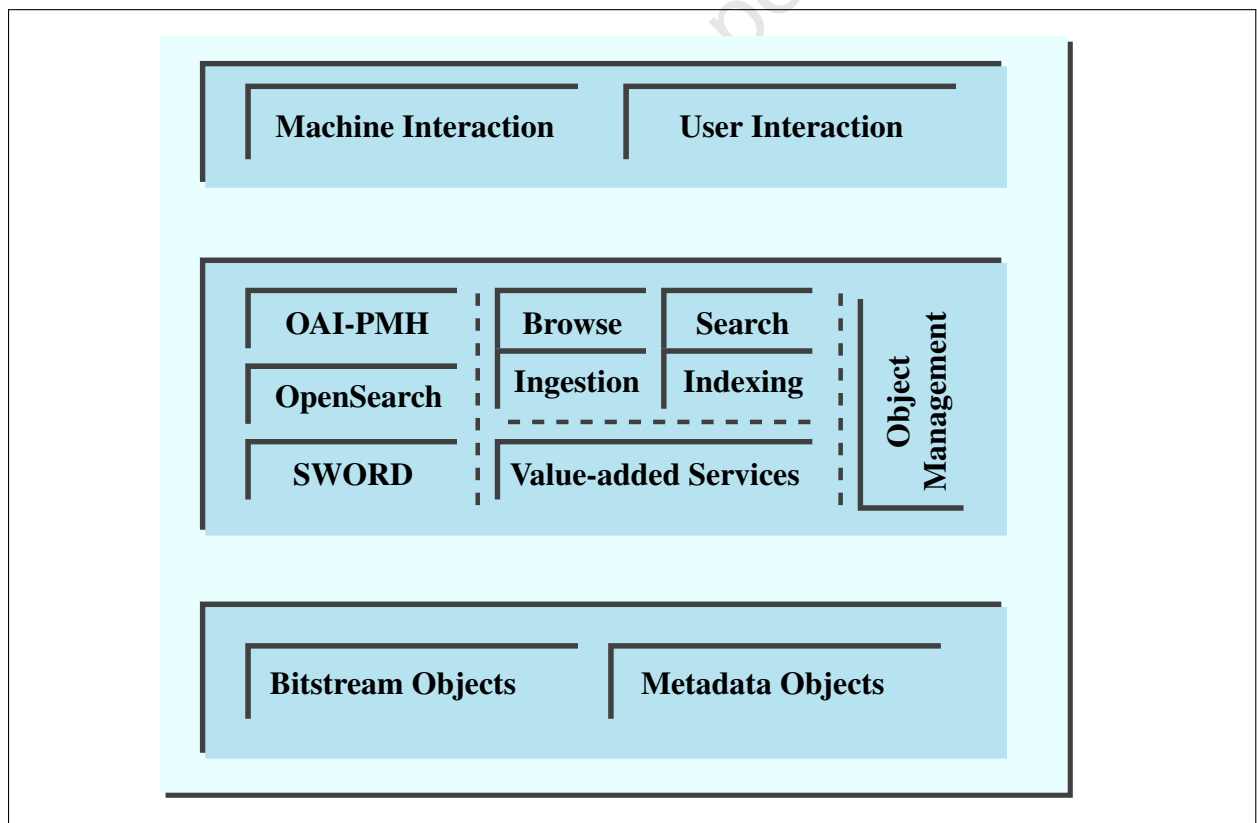 Machine Interaction
User Interaction
OAI-PMH
OpenSearch
SWORD
Browse
Search
Ingestion
Indexing
Value-added Services
Object
Management
Bitstream Objects
Metadata Objects